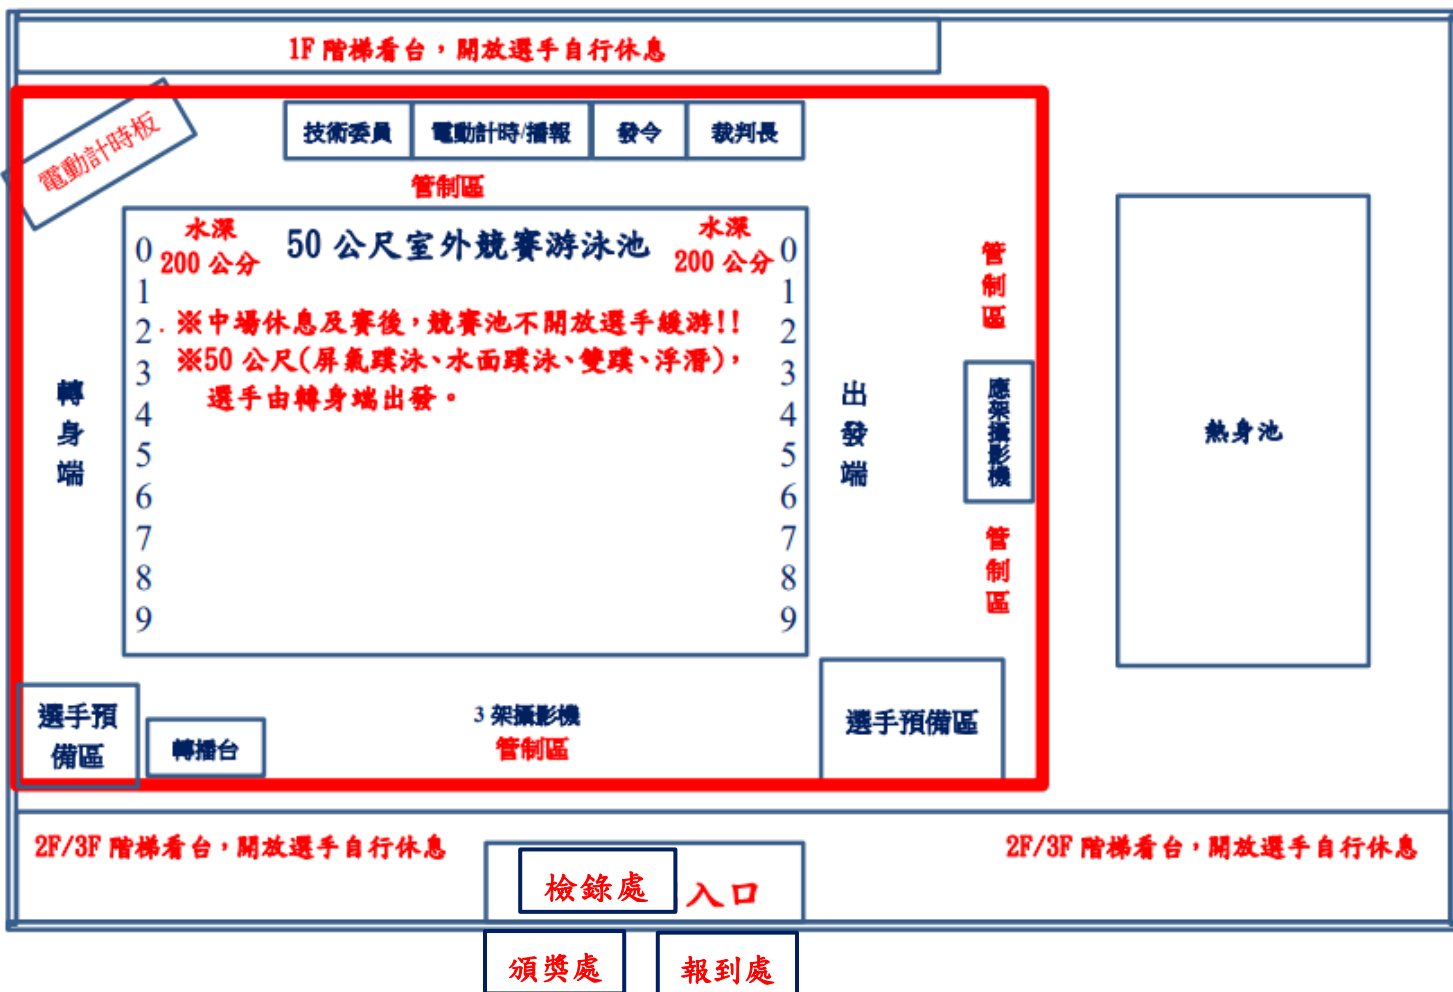 1F 階梯看台，開放選手自行休息
電動計時板
技術委員 電動計時/播報 發令 裁判長
管制區
50 公尺室外競賽游泳池
水深
200 公分
水深
200 公分
0
1
2
3
4
5
6
7
8
9
※中場休息及賽後，競賽池不開放選手緩游!!
※50 公尺(屏氣蹼泳、水面蹼泳、雙蹼、浮潛)，
選手由轉身端出發。
0
1
2
3
4
5
6
7
8
9
轉身端
出發端
管制區
應架攝影機
管制區
熱身池
選手預
備區
轉播台
3 架攝影機
管制區
選手預備區
2F/3F 階梯看台，開放選手自行休息
2F/3F 階梯看台，開放選手自行休息
檢錄處
入口
頒獎處
報到處